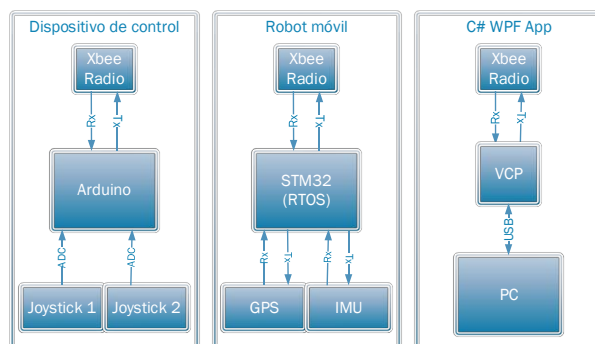 Dispositivo de control
Xbee
Radio
Rx
Tx
Arduino
ADC
ADC
Joystick 1
Joystick 2
Robot móvil
Xbee
Radio
Rx
Tx
STM32
(RTOS)
Rx
Tx
Rx
Tx
GPS
IMU
C# WPF App
Xbee
Radio
Rx
Tx
VCP
USB
PC